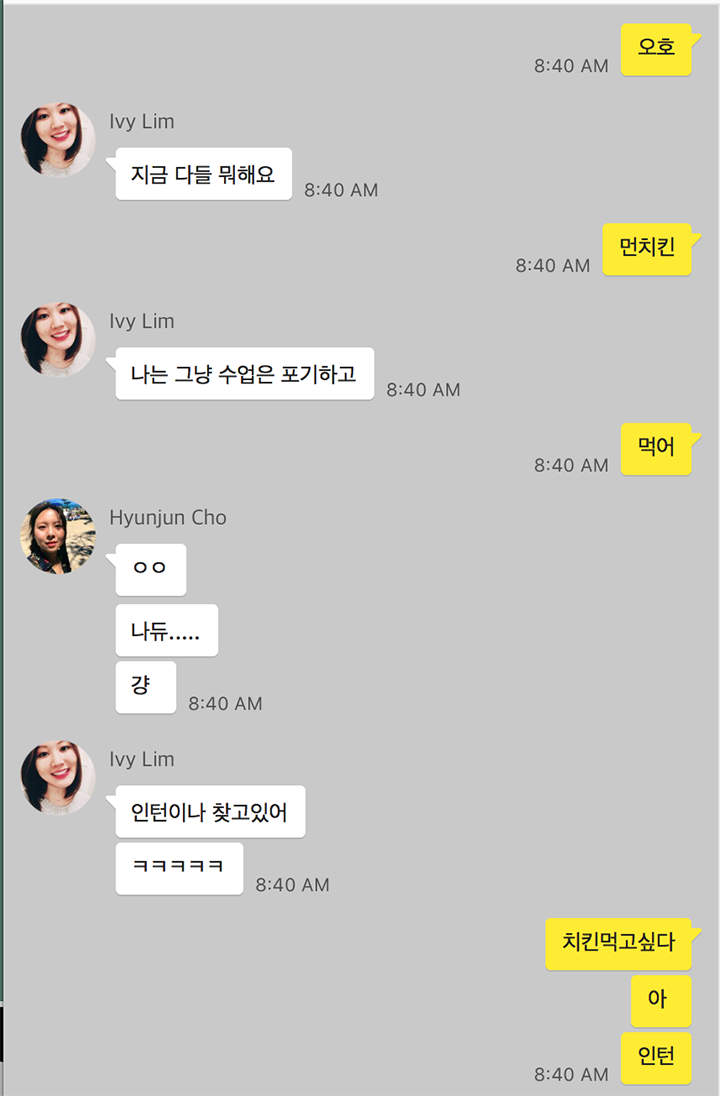 오호
8:40 AM
Ivy Lim
지금 다들 뭐해요
8:40 AM
먼치킨
8:40 AM
Ivy Lim
나는 그냥 수업은 포기하고
8:40 AM
먹어
8:40 AM
Hyunjun Cho
ㅇㅇ
나듀.....
걍
8:40 AM
Ivy Lim
인턴이나 찾고있어
ㅋㅋㅋㅋㅋ
8:40 AM
치킨먹고싶다
아
인턴
8:40 AM